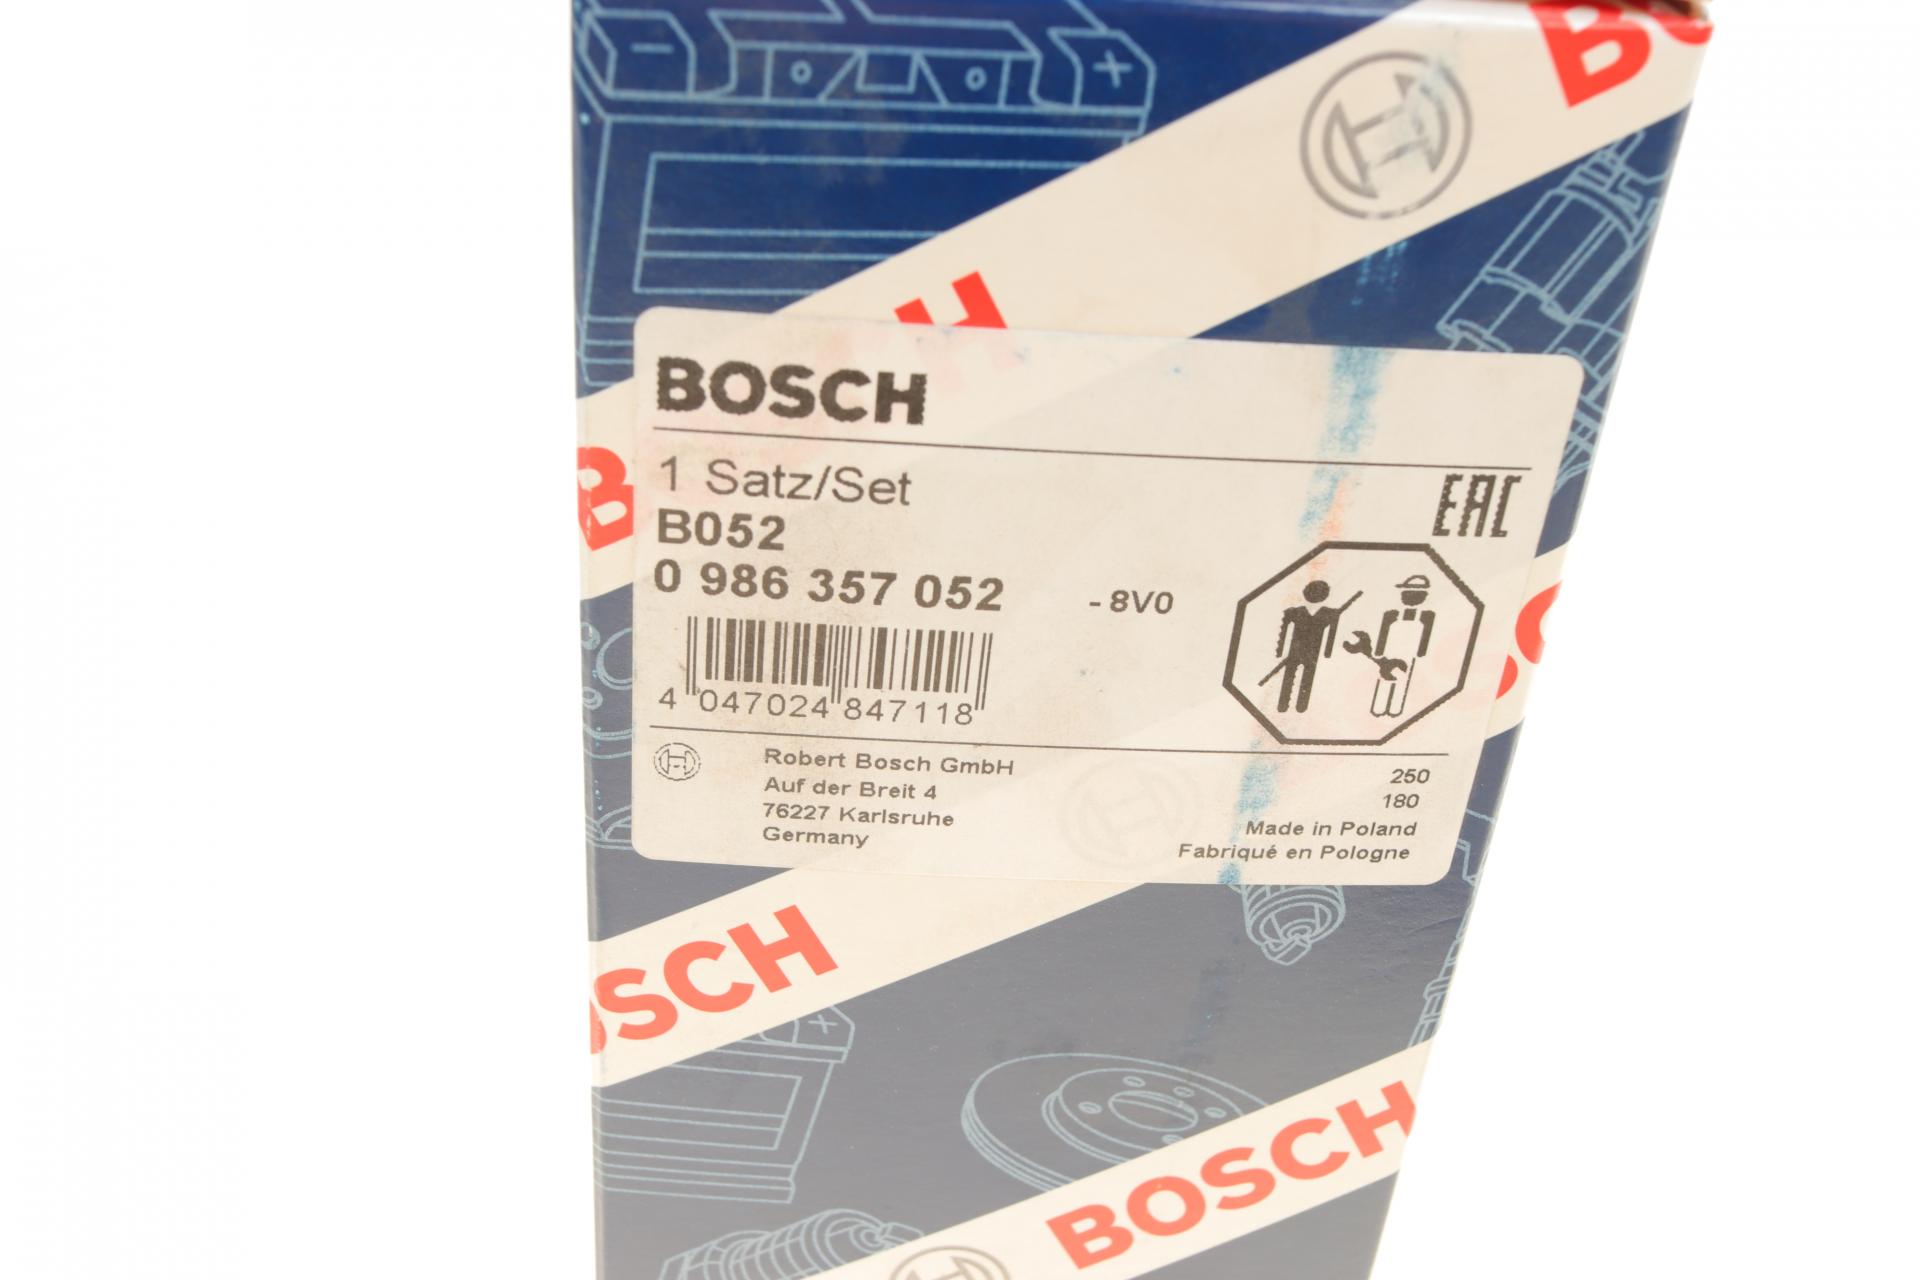 BOSCH
BOSCH
1 Satz/Set
EAC
B052
0 986 357 052
- 8V0
4 047024 847118
Robert Bosch GmbH
Auf der Breit 4
76227 Karlsruhe
Germany
250
180
Made in Poland
Fabriqué en Pologne
BOSCH
BOSCH